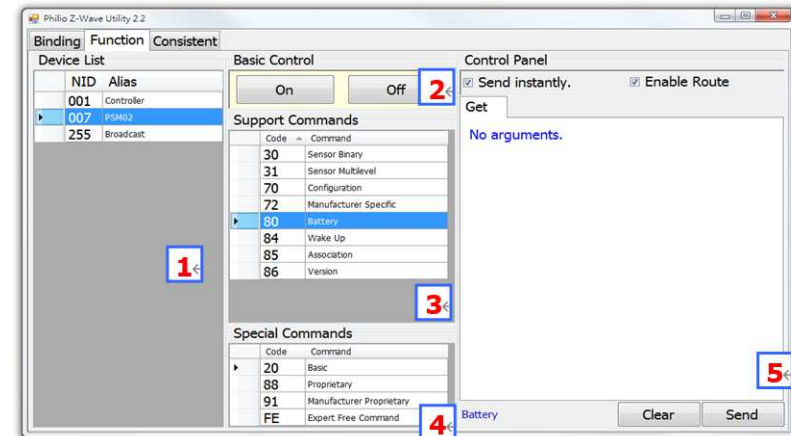 Philio Z-Wave Utility 2.2
Binding Function Consistent
Device List
NID Alias
001 Controller
007 PSM02
255 Broadcast
1
Basic Control
On Off
2
Support Commands
Code Command
30 Sensor Binary
31 Sensor Multilevel
70 Configuration
72 Manufacturer Specific
80 Battery
84 Wake Up
85 Association
86 Version
3
Special Commands
Code Command
20 Basic
88 Proprietary
91 Manufacturer Proprietary
FE Expert Free Command
4
Control Panel
Send instantly. Enable Route
Get
No arguments.
5
Battery Clear Send